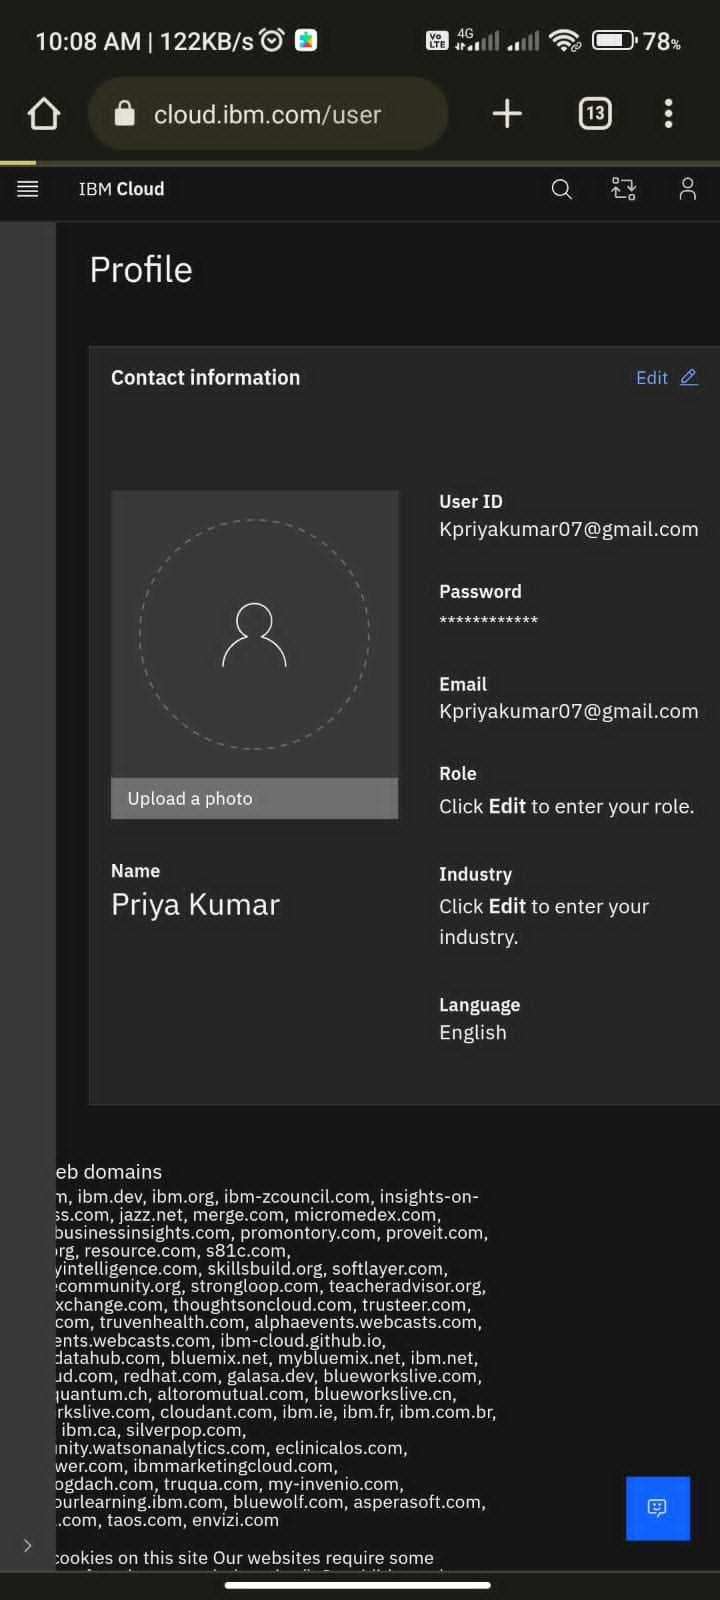 10:08 AM | 122KB/s
Vo LTE 4G 78%
cloud.ibm.com/user
13
IBM Cloud
Profile
Contact information
Edit
User ID
Kpriyakumar07@gmail.com
Password
************
Email
Kpriyakumar07@gmail.com
Role
Click Edit to enter your role.
Upload a photo
Name
Priya Kumar
Industry
Click Edit to enter your
industry.
Language
English
eb domains
m, ibm.dev, ibm.org, ibm-zcouncil.com, insights-on-
ss.com, jazz.net, merge.com, micromedex.com,
businessinsights.com, promontory.com, proveit.com,
org, resource.com, s81c.com,
yintelligence.com, skillsbuild.org, softlayer.com,
community.org, strongloop.com, teacheradvisor.org,
xchange.com, thoughtsoncloud.com, trusteer.com,
com, truvenhealth.com, alphaevents.webcasts.com,
ents.webcasts.com, ibm-cloud.github.io,
datahub.com, bluemix.net, mybluemix.net, ibm.net,
ud.com, redhat.com, galasa.dev, blueworkslive.com,
quantum.ch, altoromutual.com, blueworkslive.cn,
rkslive.com, cloudant.com, ibm.ie, ibm.fr, ibm.com.br,
ibm.ca, silverpop.com,
nity.watsonanalytics.com, eclinicalos.com,
wer.com, ibmmarketingcloud.com,
ogdach.com, truqua.com, my-invenio.com,
ourlearning.ibm.com, bluewolf.com, asperasoft.com,
.com, taos.com, envizi.com
cookies on this site Our websites require some